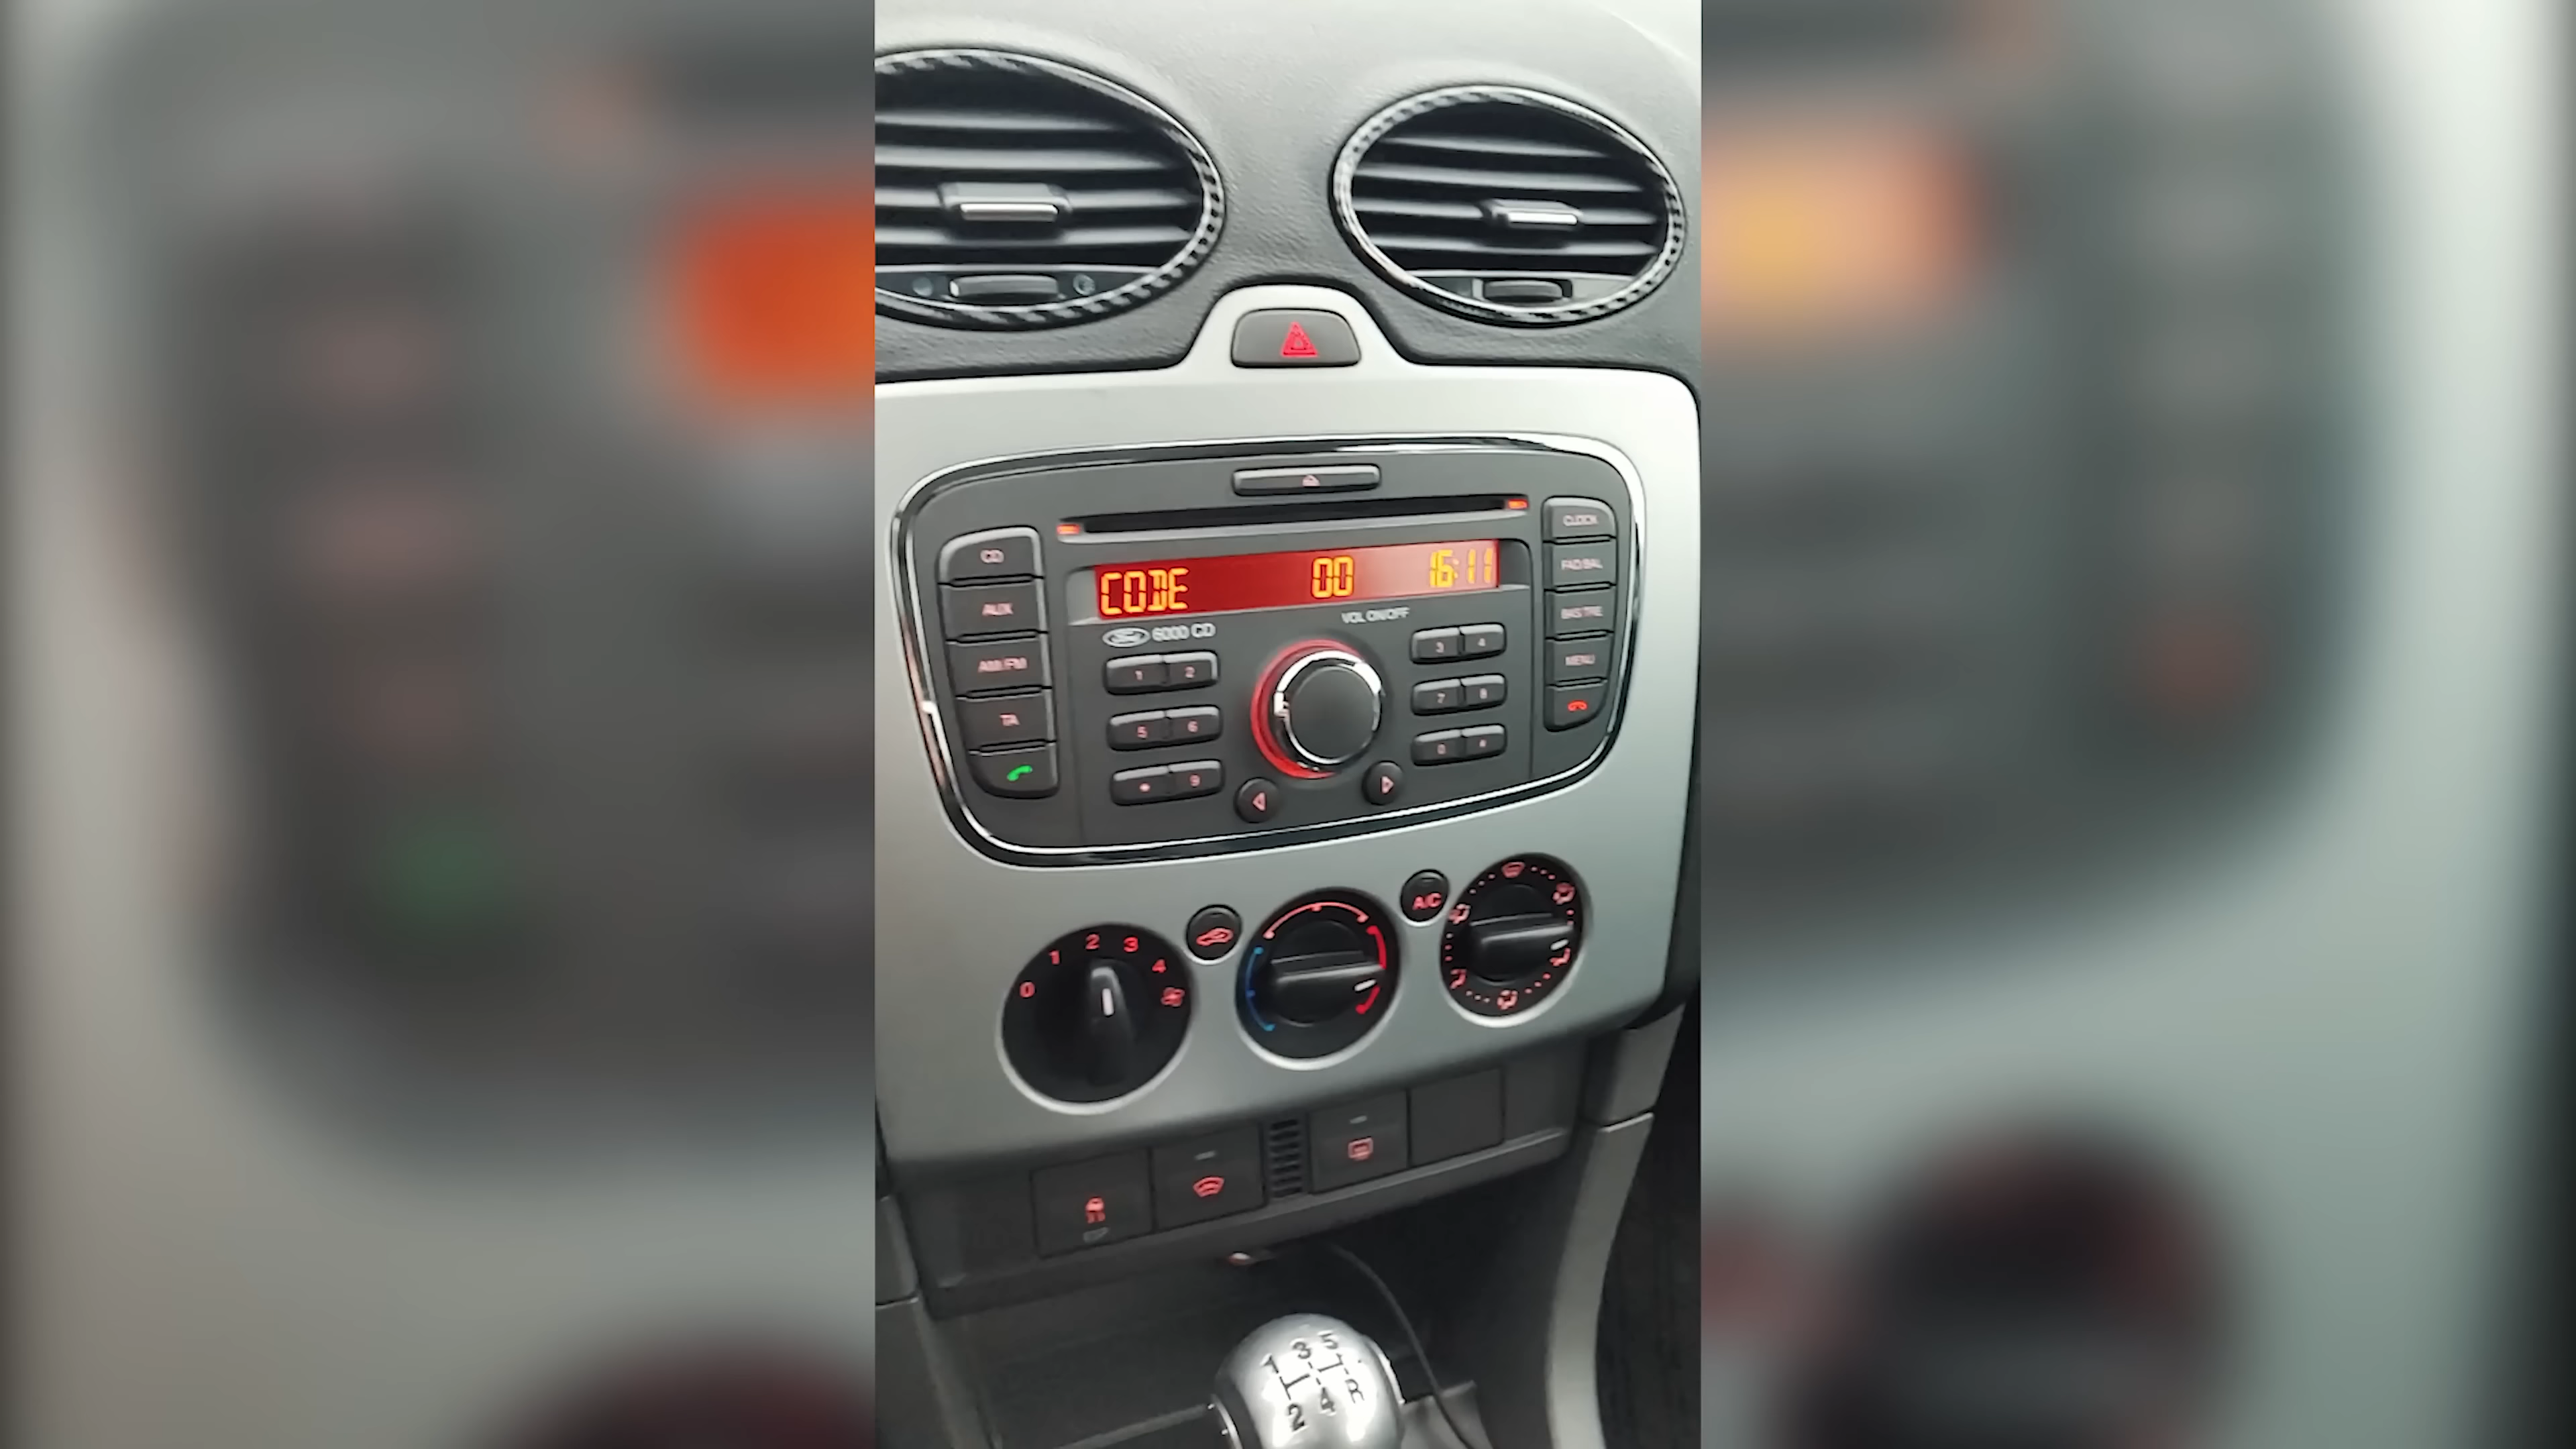 CLOCK
CD
CODE 00 16:11
FAD BAL
AUX
Ford 6000 CD
VOL ON/OFF
BAS TRE
AM/FM
1 2
3 4
MENU
TA
5 6
7 8
* 9
0 #
A/C
0 1 2 3 4
1 3 5
2 4 R